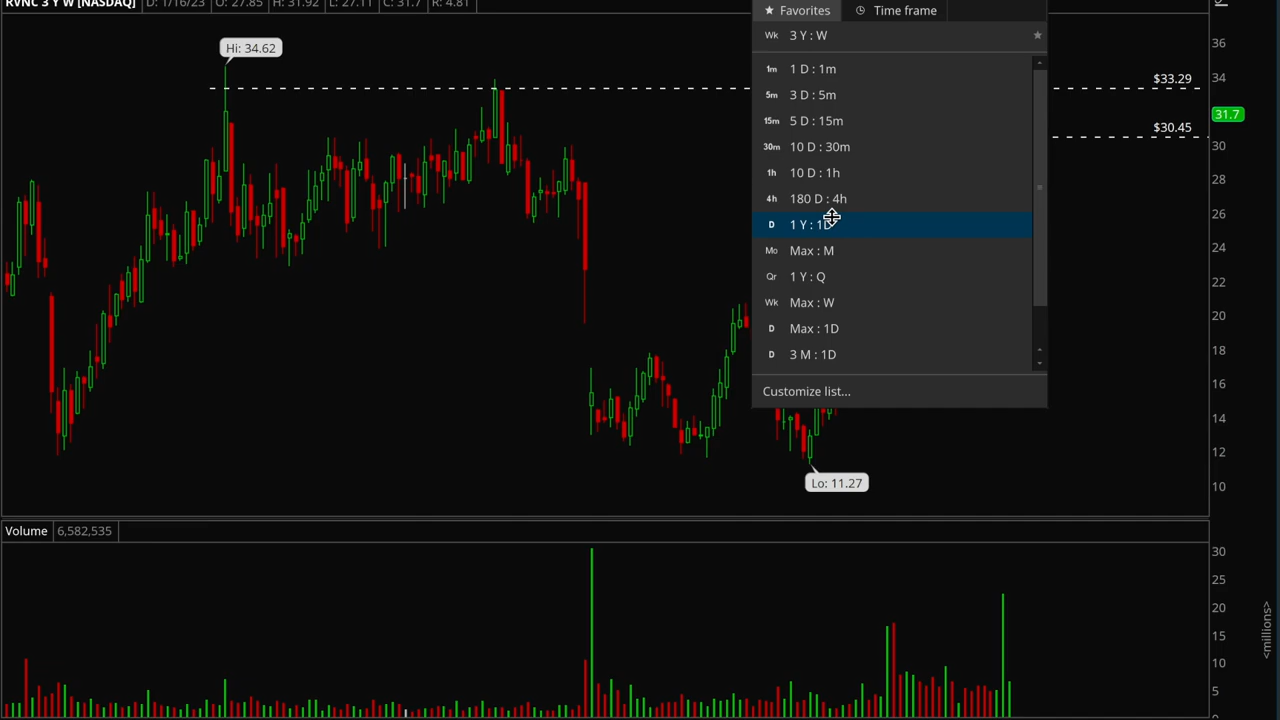 RVNC 3 Y W [NASDAQ] D: 1/16/23 O: 27.85 H: 31.92 L: 27.11 C: 31.7 R: 4.81
Favorites Time frame
Wk 3 Y : W
1m 1 D : 1m
5m 3 D : 5m
15m 5 D : 15m
30m 10 D : 30m
1h 10 D : 1h
4h 180 D : 4h
D 1 Y : 1D
Mo Max : M
Qr 1 Y : Q
Wk Max : W
D Max : 1D
D 3 M : 1D
Customize list...
Hi: 34.62
$33.29
$30.45
Lo: 11.27
36
34
31.7
30
28
26
24
22
20
18
16
14
12
10
Volume 6,582,535
30
25
20
15
10
5
0
<millions>